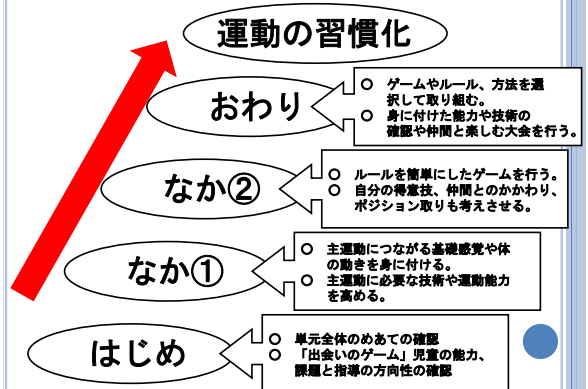 運動の習慣化
おわり
○ ゲームやルール、方法を選
択して取り組む。
○ 身に付けた能力や技術の
確認や仲間と楽しむ大会を行う。
なか②
○ ルールを簡単にしたゲームを行う。
○ 自分の得意技、仲間とのかかわり、
ポジション取りも考えさせる。
なか①
○ 主運動につながる基礎感覚や体
の動きを身に付ける。
○ 主運動に必要な技術や運動能力
を高める。
はじめ
○ 単元全体のめあての確認
○ 「出会いのゲーム」児童の能力、
課題と指導の方向性の確認